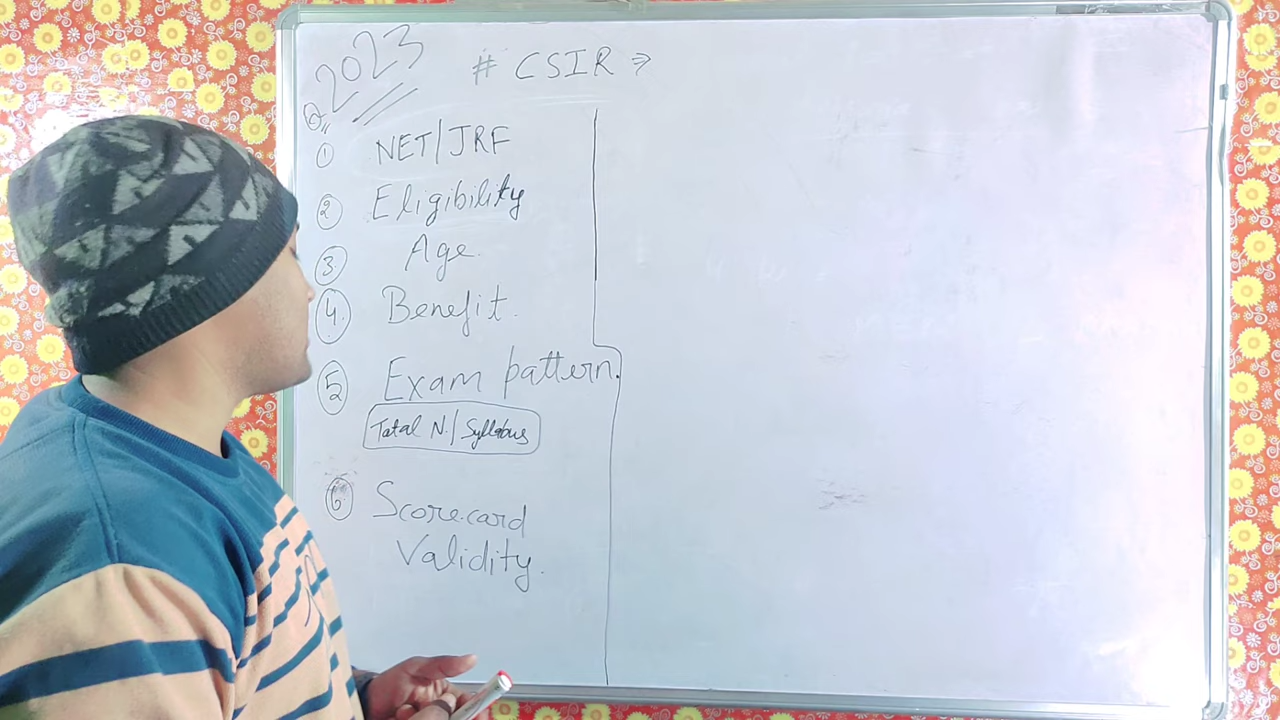 2023
# CSIR ⇒
Q.
① NET/JRF
② Eligibility
③ Age.
④ Benefit.
⑤ Exam pattern.
Total N./Syllabus
⑥ Scorecard
Validity.